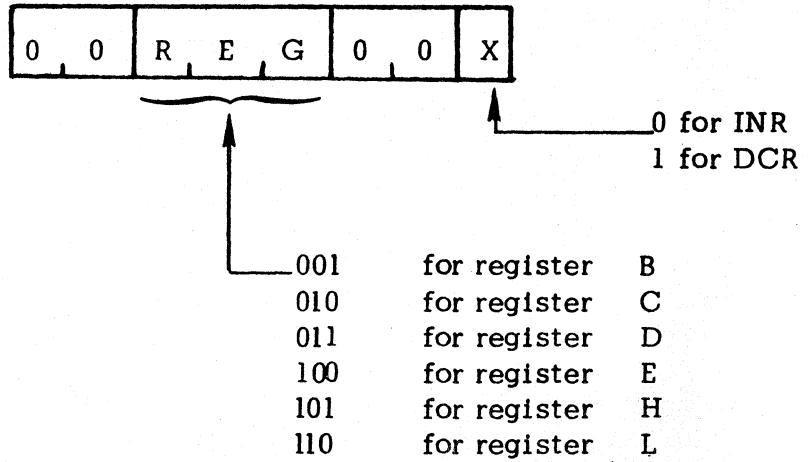 0 0 R E G 0 0 X
0 for INR
1 for DCR
001 for register B
010 for register C
011 for register D
100 for register E
101 for register H
110 for register L